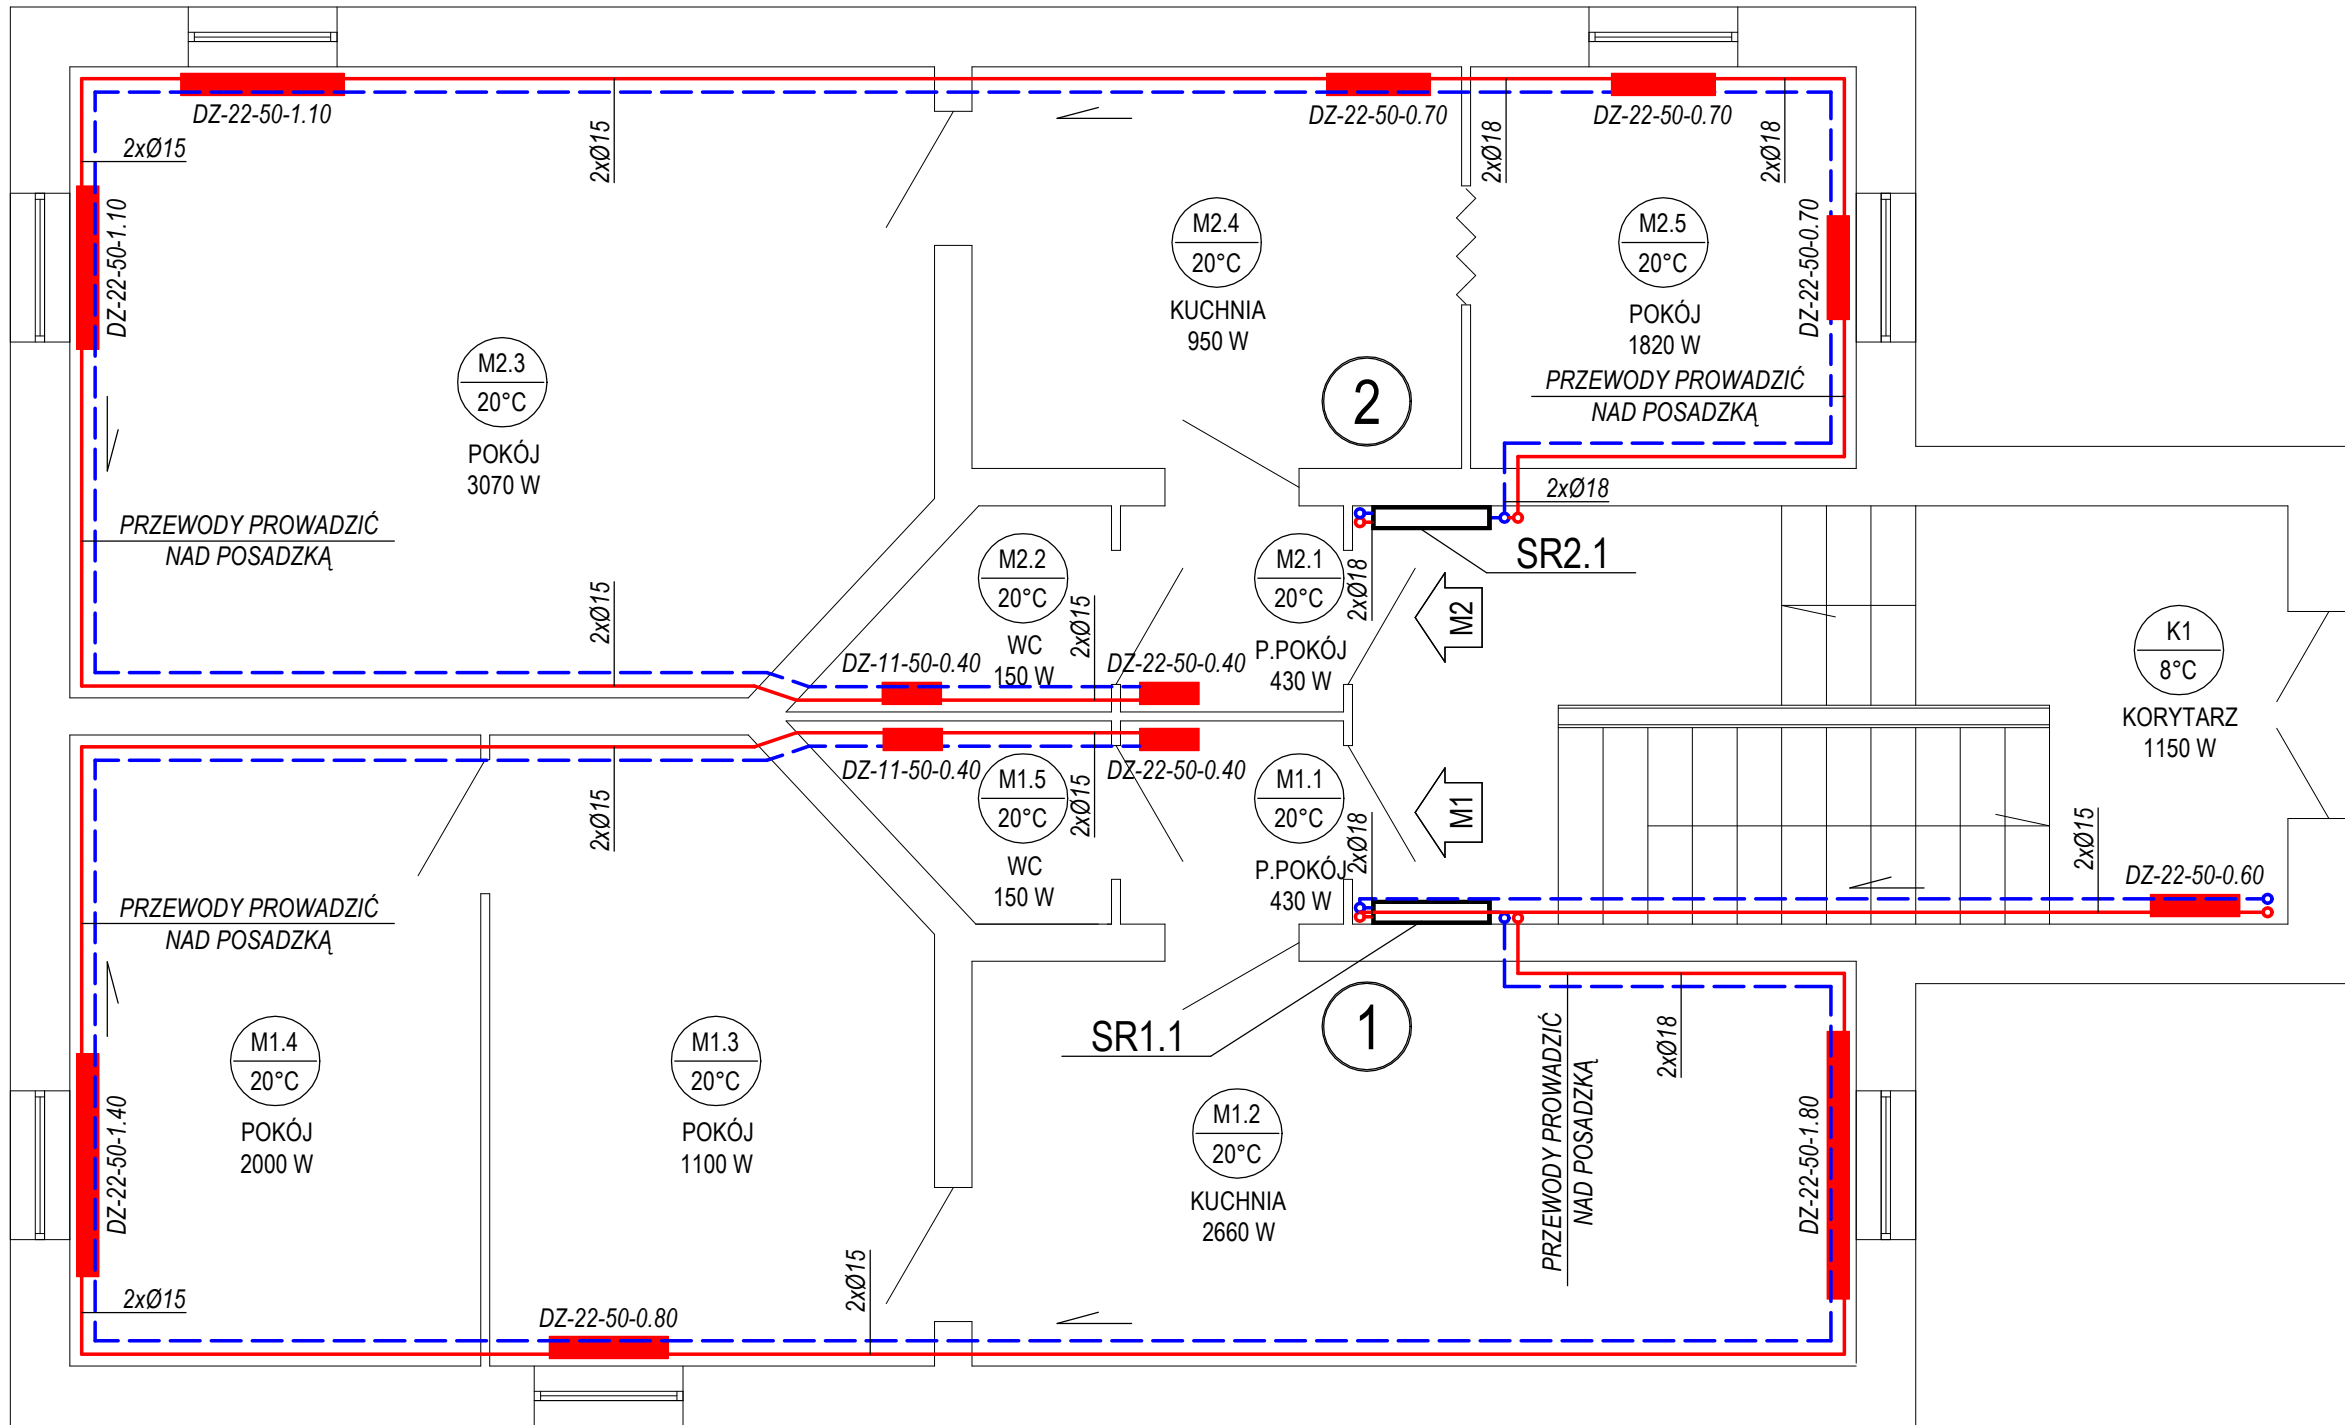 DZ-22-50-1.10
2xØ15
2xØ15
DZ-22-50-1.10
DZ-22-50-0.70
2xØ18
DZ-22-50-0.70
2xØ18
DZ-22-50-0.70
M2.4
20°C
KUCHNIA
950 W
M2.5
20°C
POKÓJ
1820 W
PRZEWODY PROWADZIĆ
NAD POSADZKĄ
M2.3
20°C
POKÓJ
3070 W
2
2xØ18
PRZEWODY PROWADZIĆ
NAD POSADZKĄ
2xØ15
M2.2
20°C
WC
150 W
2xØ15
M2.1
20°C
P.POKÓJ
430 W
2xØ18
SR2.1
M2
DZ-11-50-0.40
DZ-22-50-0.40
K1
8°C
KORYTARZ
1150 W
2xØ15
DZ-11-50-0.40
DZ-22-50-0.40
M1.5
20°C
WC
150 W
2xØ15
M1.1
20°C
P.POKÓJ
430 W
2xØ18
M1
2xØ15
DZ-22-50-0.60
PRZEWODY PROWADZIĆ
NAD POSADZKĄ
SR1.1
1
M1.4
20°C
POKÓJ
2000 W
M1.3
20°C
POKÓJ
1100 W
M1.2
20°C
KUCHNIA
2660 W
PRZEWODY PROWADZIĆ
NAD POSADZKĄ
2xØ18
DZ-22-50-1.80
DZ-22-50-1.40
2xØ15
DZ-22-50-0.80
2xØ15